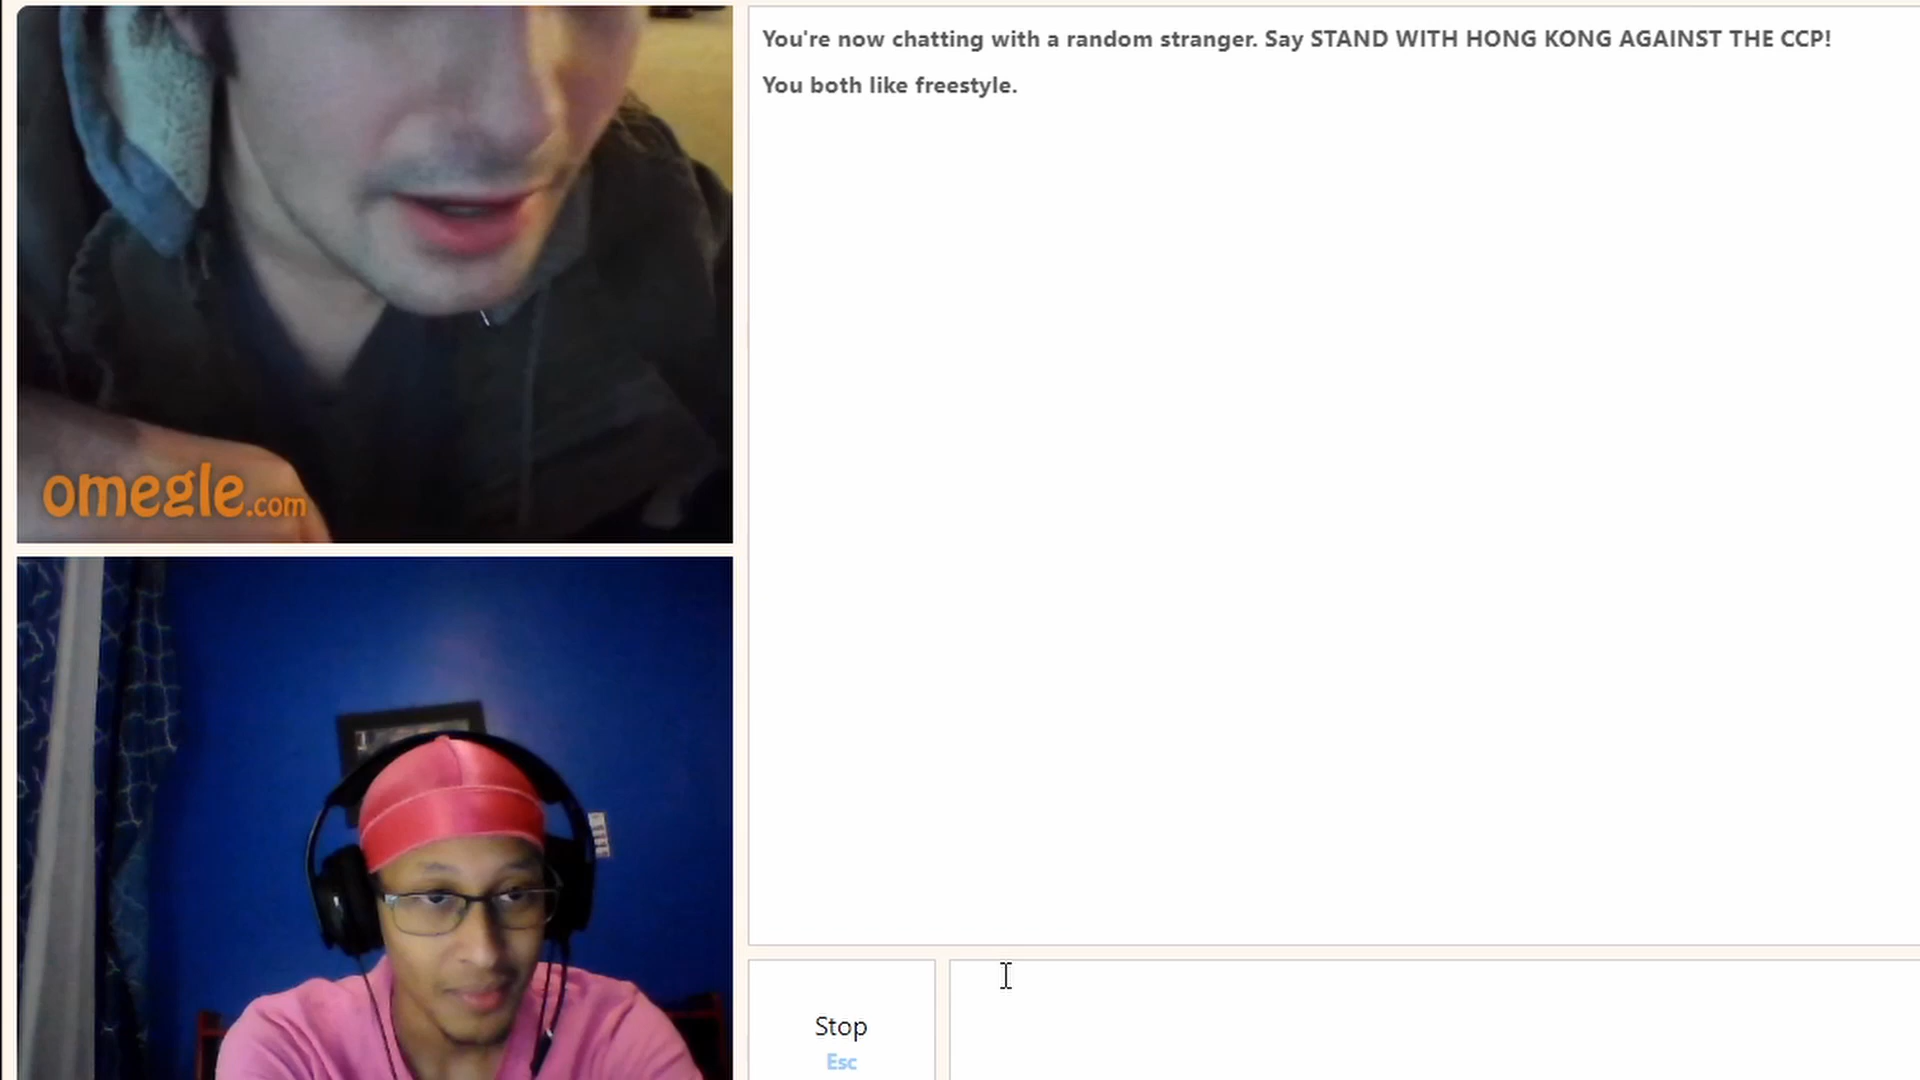 You're now chatting with a random stranger. Say STAND WITH HONG KONG AGAINST THE CCP!
You both like freestyle.
omegle.com
Stop
Esc